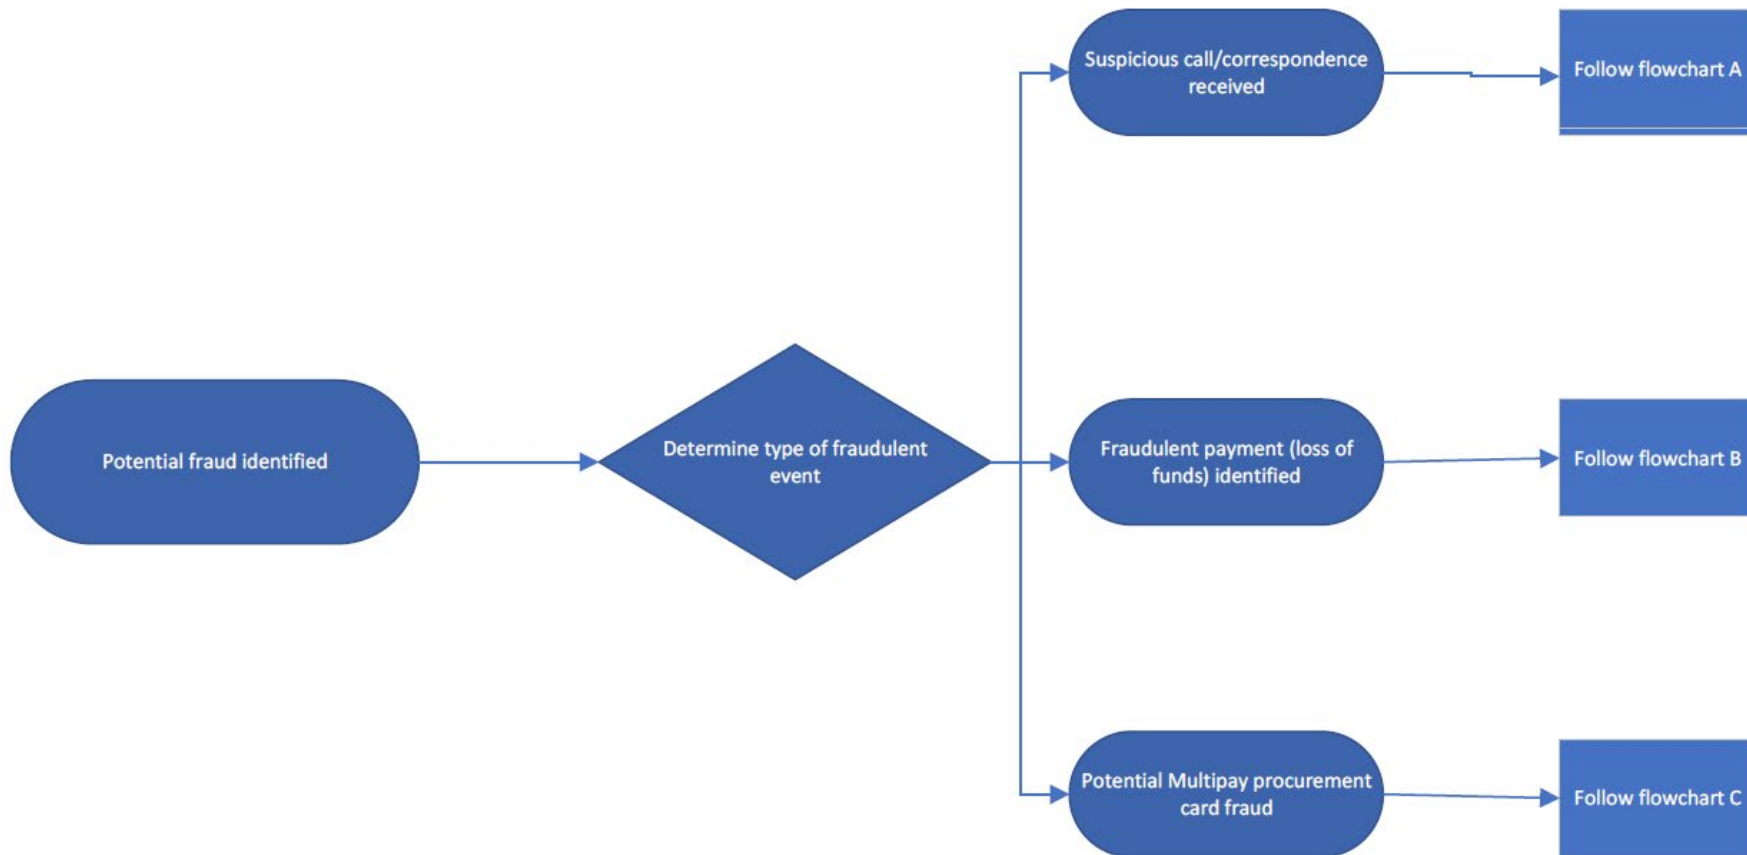 Potential fraud identified
Determine type of fraudulent
event
Suspicious call/correspondence
received
Follow flowchart A
Fraudulent payment (loss of
funds) identified
Follow flowchart B
Potential Multipay procurement
card fraud
Follow flowchart C